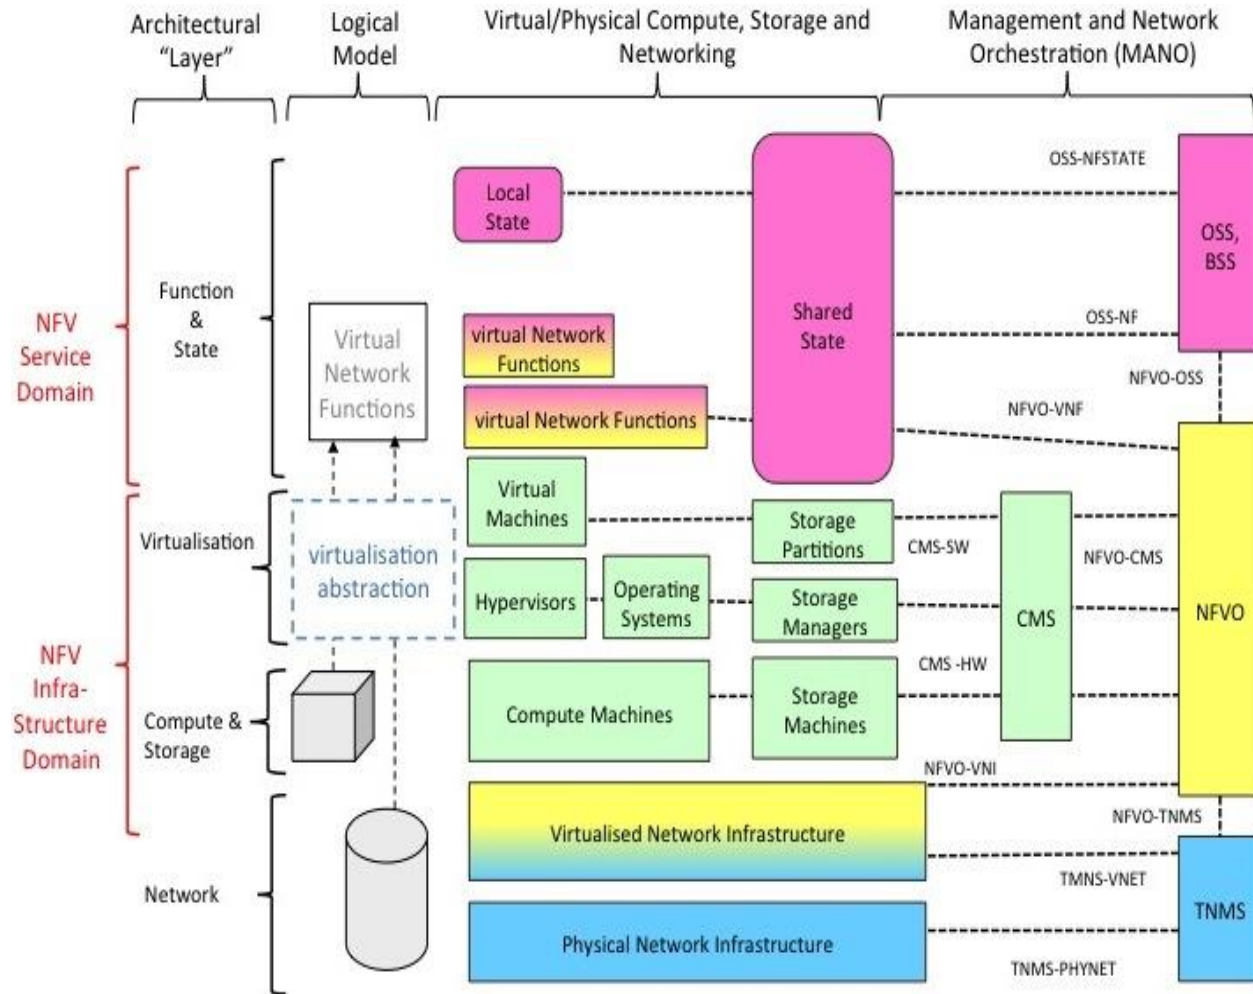 Architectural
“Layer”
Logical
Model
Virtual/Physical Compute, Storage and
Networking
Management and Network
Orchestration (MANO)
NFV
Service
Domain
Function
&
State
Virtual
Network
Functions
Local
State
virtual Network
Functions
virtual Network Functions
Shared
State
OSS-NFSTATE
OSS-NF
OSS,
BSS
NFVO-OSS
NFVO-VNF
NFV
Infra-
Structure
Domain
Virtualisation
virtualisation
abstraction
Virtual
Machines
Storage
Partitions
CMS-SW
NFVO-CMS
Hypervisors
Operating
Systems
Storage
Managers
CMS
NFVO
Compute &
Storage
Compute Machines
Storage
Machines
CMS -HW
NFVO-VNI
NFVO-TNMS
Network
Virtualised Network Infrastructure
TMNS-VNET
TNMS
Physical Network Infrastructure
TNMS-PHYNET